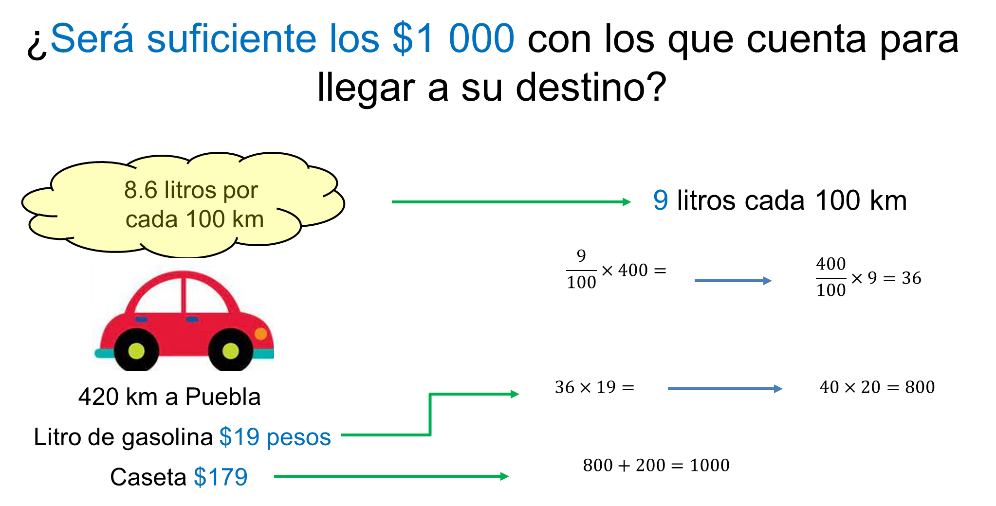 ¿Será suficiente los $1 000 con los que cuenta para
llegar a su destino?
8.6 litros por
cada 100 km
9 litros cada 100 km
9/100 × 400 =
400/100 × 9 = 36
420 km a Puebla
36 × 19 =
40 × 20 = 800
Litro de gasolina $19 pesos
Caseta $179
800 + 200 = 1000